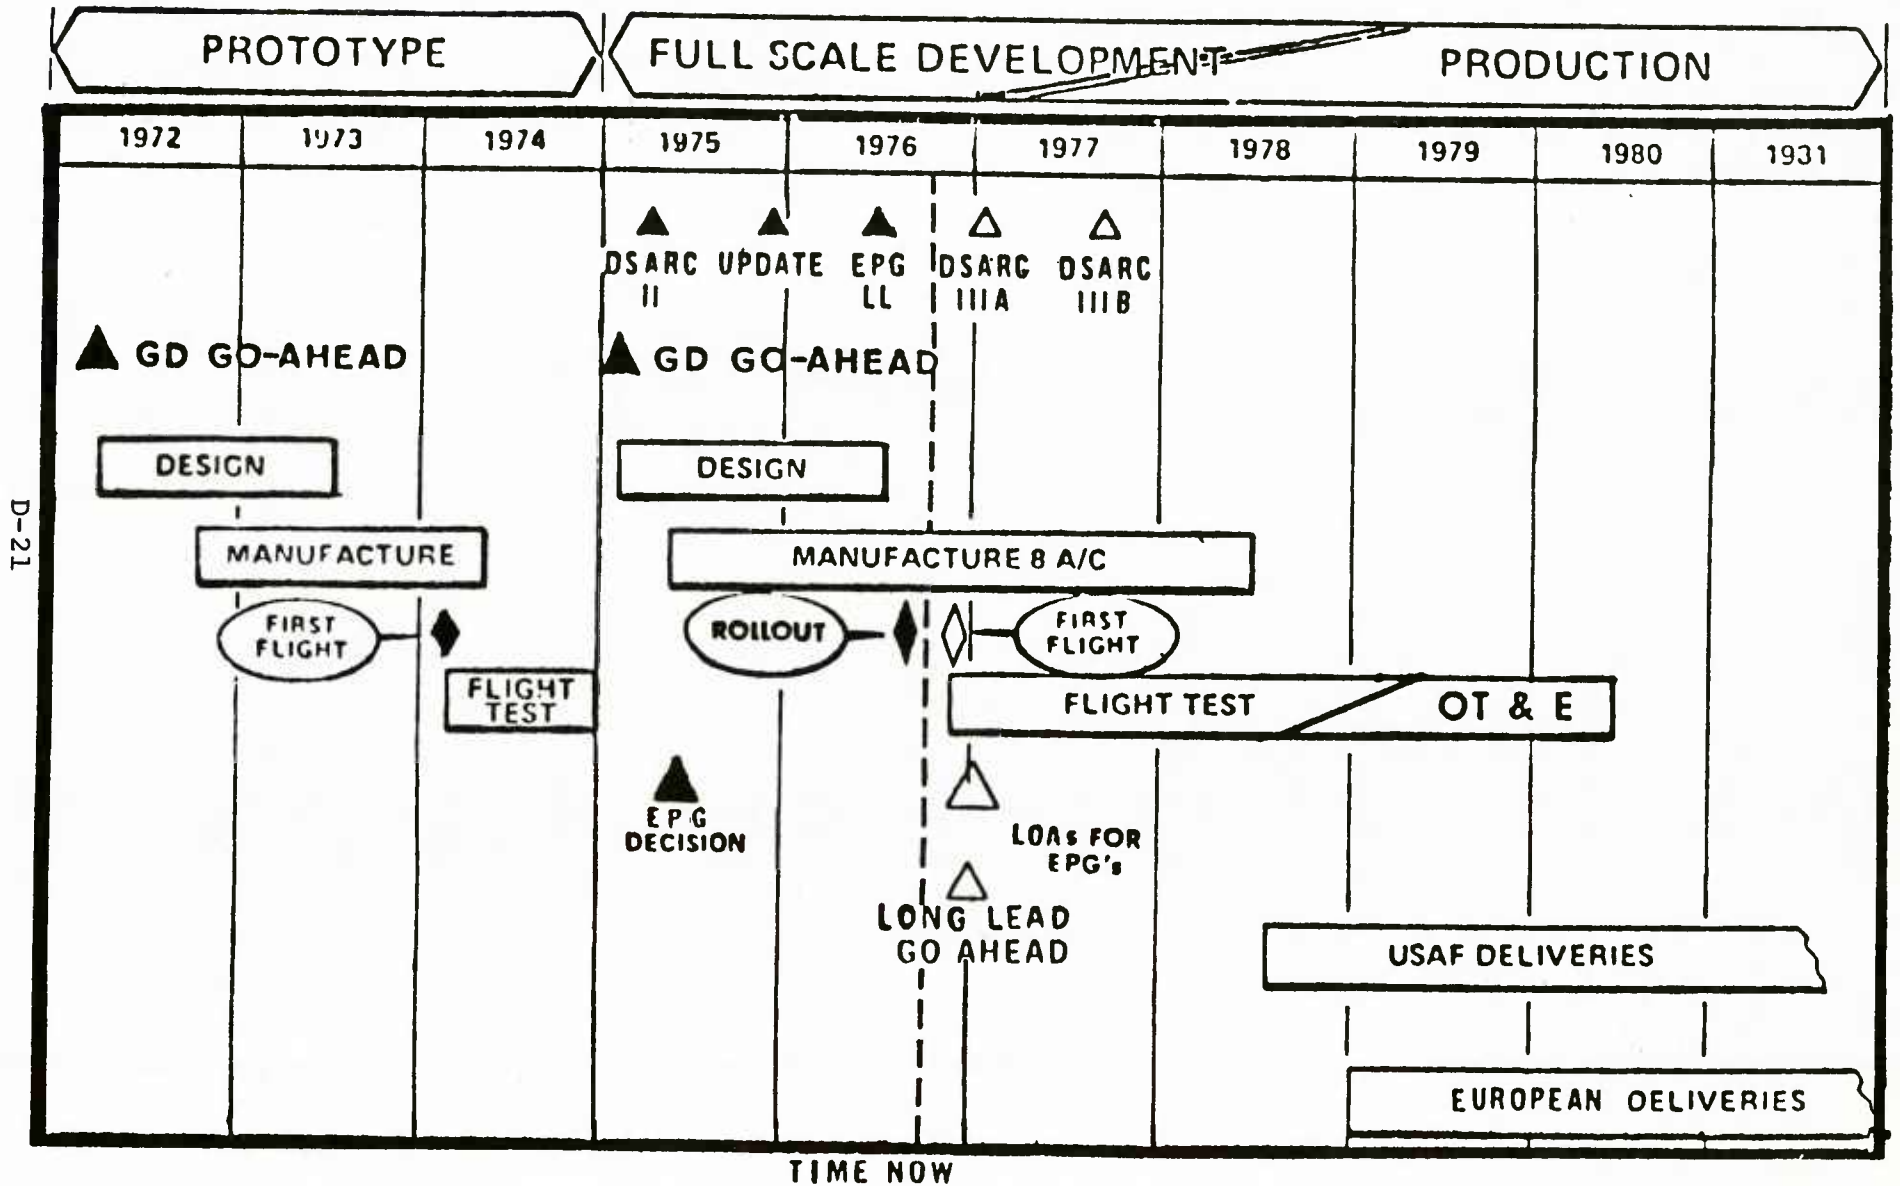 PROTOTYPE
FULL SCALE DEVELOPMENT
PRODUCTION
1972 1973 1974 1975 1976 1977 1978 1979 1980 1931
DSARC UPDATE EPG DSARC DSARC
II LL IIIA IIIB
GD GO-AHEAD GD GO-AHEAD
DESIGN DESIGN
MANUFACTURE MANUFACTURE 8 A/C
FIRST
FLIGHT
ROLLOUT
FIRST
FLIGHT
FLIGHT
TEST
FLIGHT TEST OT & E
EPG
DECISION
LOAs FOR
EPG's
LONG LEAD
GO AHEAD
USAF DELIVERIES
EUROPEAN DELIVERIES
TIME NOW
D-21